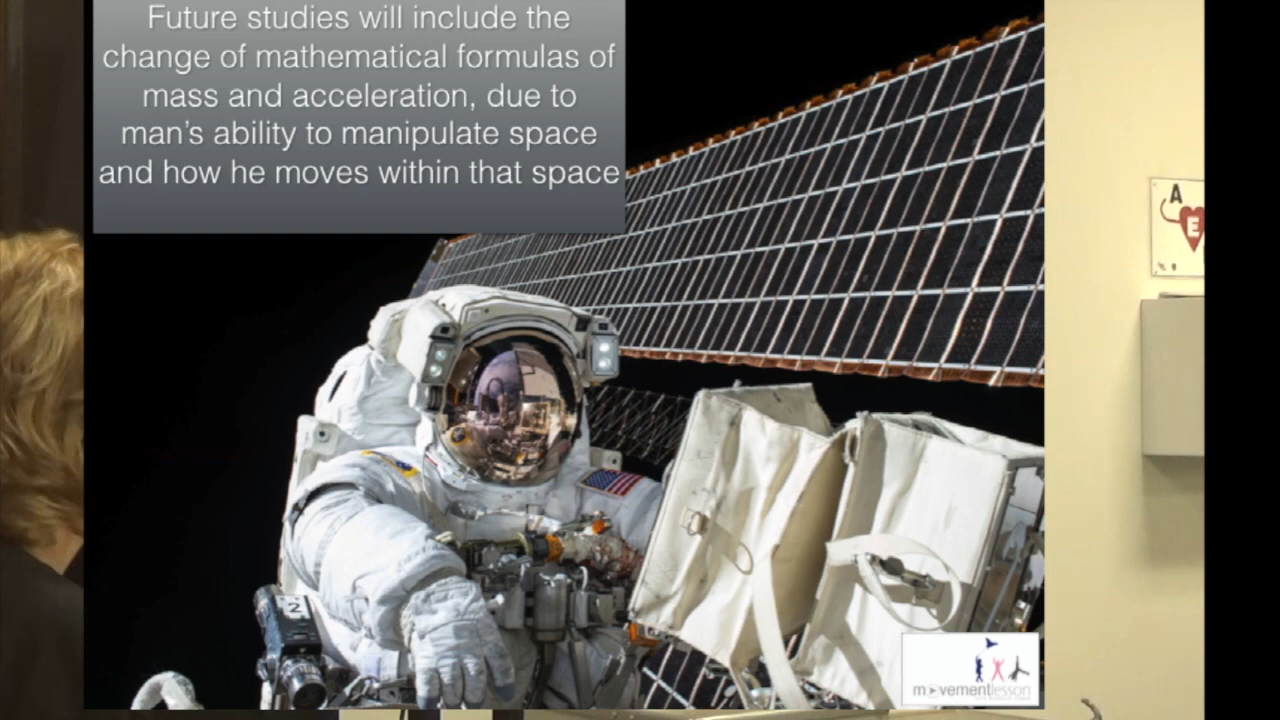 Future studies will include the
change of mathematical formulas of
mass and acceleration, due to
man's ability to manipulate space
and how he moves within that space
A
E
N
movementlesson